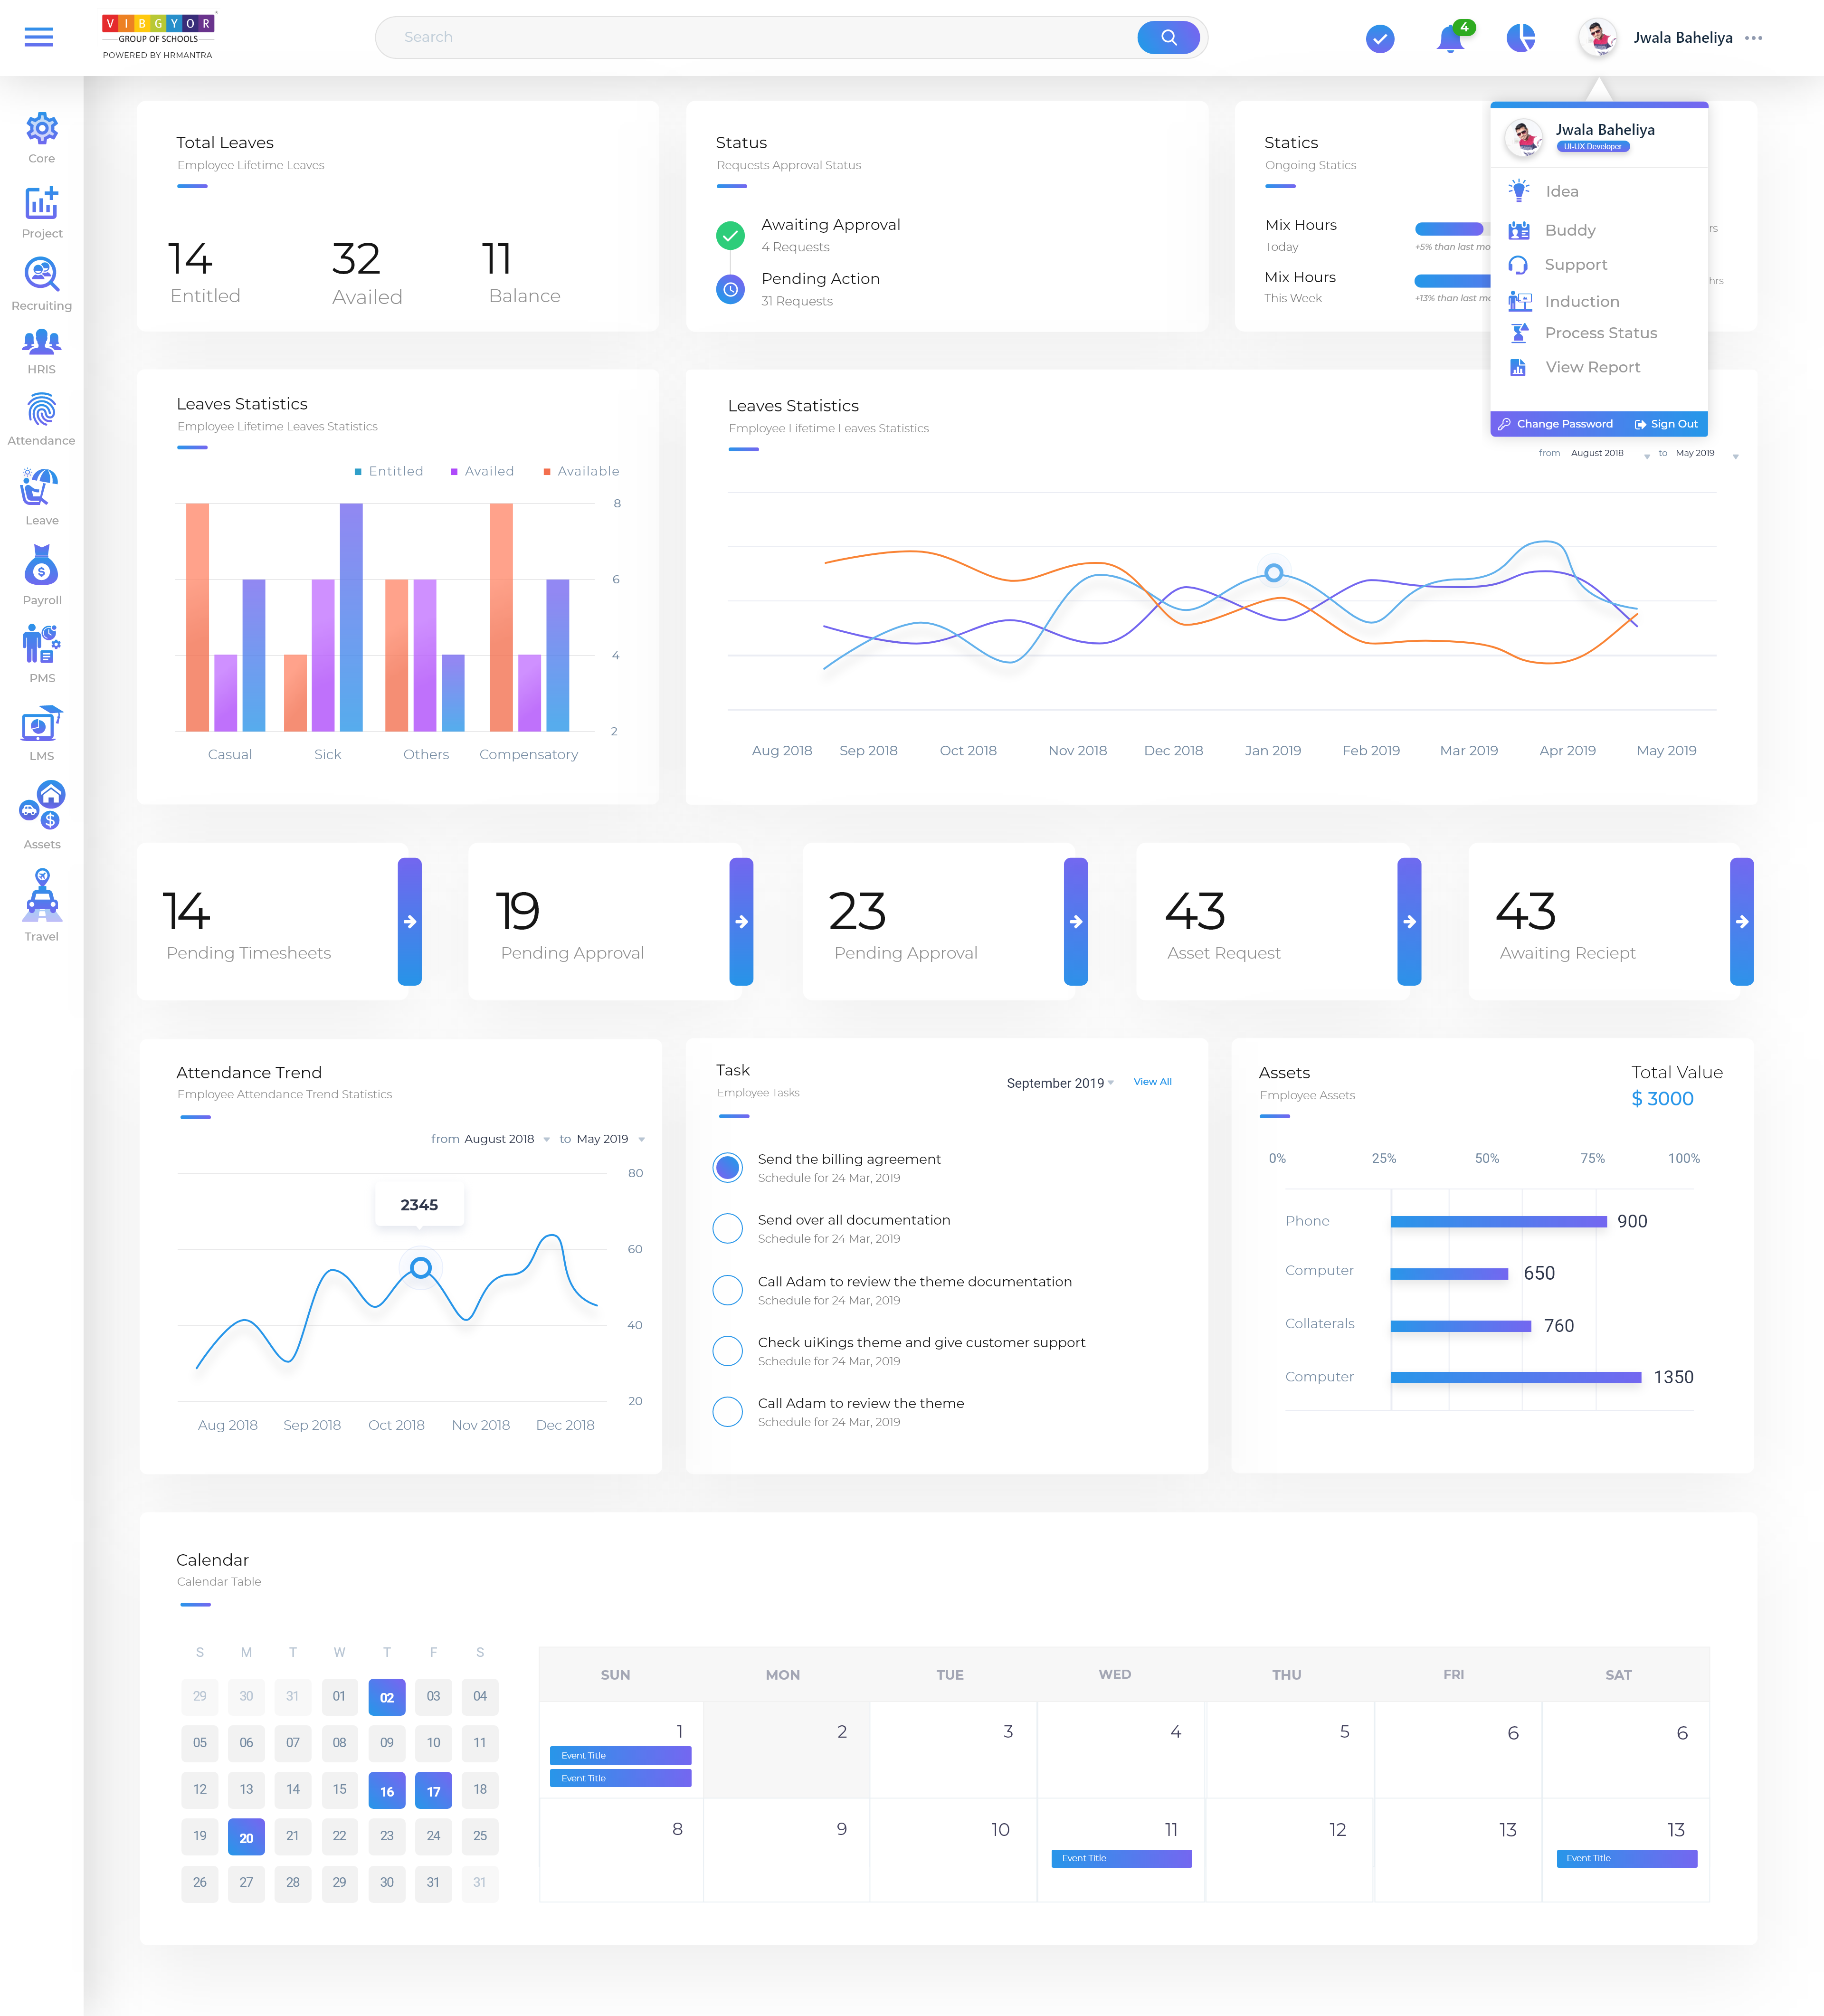 VIBGYOR
GROUP OF SCHOOLS
POWERED BY HRMANTRA
Search
4
Jwala Baheliya
Core
Project
Recruiting
HRIS
Attendance
Leave
Payroll
PMS
LMS
Assets
Travel
Total Leaves
Employee Lifetime Leaves
14
32
11
Entitled
Availed
Balance
Status
Requests Approval Status
Awaiting Approval
4 Requests
Pending Action
31 Requests
Statics
Ongoing Statics
Mix Hours
Today
+5% than last mo
rs
Mix Hours
This Week
+13% than last mo
hrs
Jwala Baheliya
UI-UX Developer
Idea
Buddy
Support
Induction
Process Status
View Report
Change Password
Sign Out
Leaves Statistics
Employee Lifetime Leaves Statistics
Entitled Availed Available
8
6
4
2
Casual Sick Others Compensatory
Leaves Statistics
Employee Lifetime Leaves Statistics
from August 2018 to May 2019
Aug 2018 Sep 2018 Oct 2018 Nov 2018 Dec 2018 Jan 2019 Feb 2019 Mar 2019 Apr 2019 May 2019
14
Pending Timesheets
19
Pending Approval
23
Pending Approval
43
Asset Request
43
Awaiting Reciept
Attendance Trend
Employee Attendance Trend Statistics
from August 2018 to May 2019
80
2345
60
40
20
Aug 2018 Sep 2018 Oct 2018 Nov 2018 Dec 2018
Task
Employee Tasks
September 2019
View All
Send the billing agreement
Schedule for 24 Mar, 2019
Send over all documentation
Schedule for 24 Mar, 2019
Call Adam to review the theme documentation
Schedule for 24 Mar, 2019
Check uiKings theme and give customer support
Schedule for 24 Mar, 2019
Call Adam to review the theme
Schedule for 24 Mar, 2019
Assets
Employee Assets
Total Value
$ 3000
0% 25% 50% 75% 100%
Phone 900
Computer 650
Collaterals 760
Computer 1350
Calendar
Calendar Table
S M T W T F S
29 30 31 01 02 03 04
05 06 07 08 09 10 11
12 13 14 15 16 17 18
19 20 21 22 23 24 25
26 27 28 29 30 31 31
SUN MON TUE WED THU FRI SAT
1 2 3 4 5 6 6
Event Title
Event Title
8 9 10 11 12 13 13
Event Title Event Title